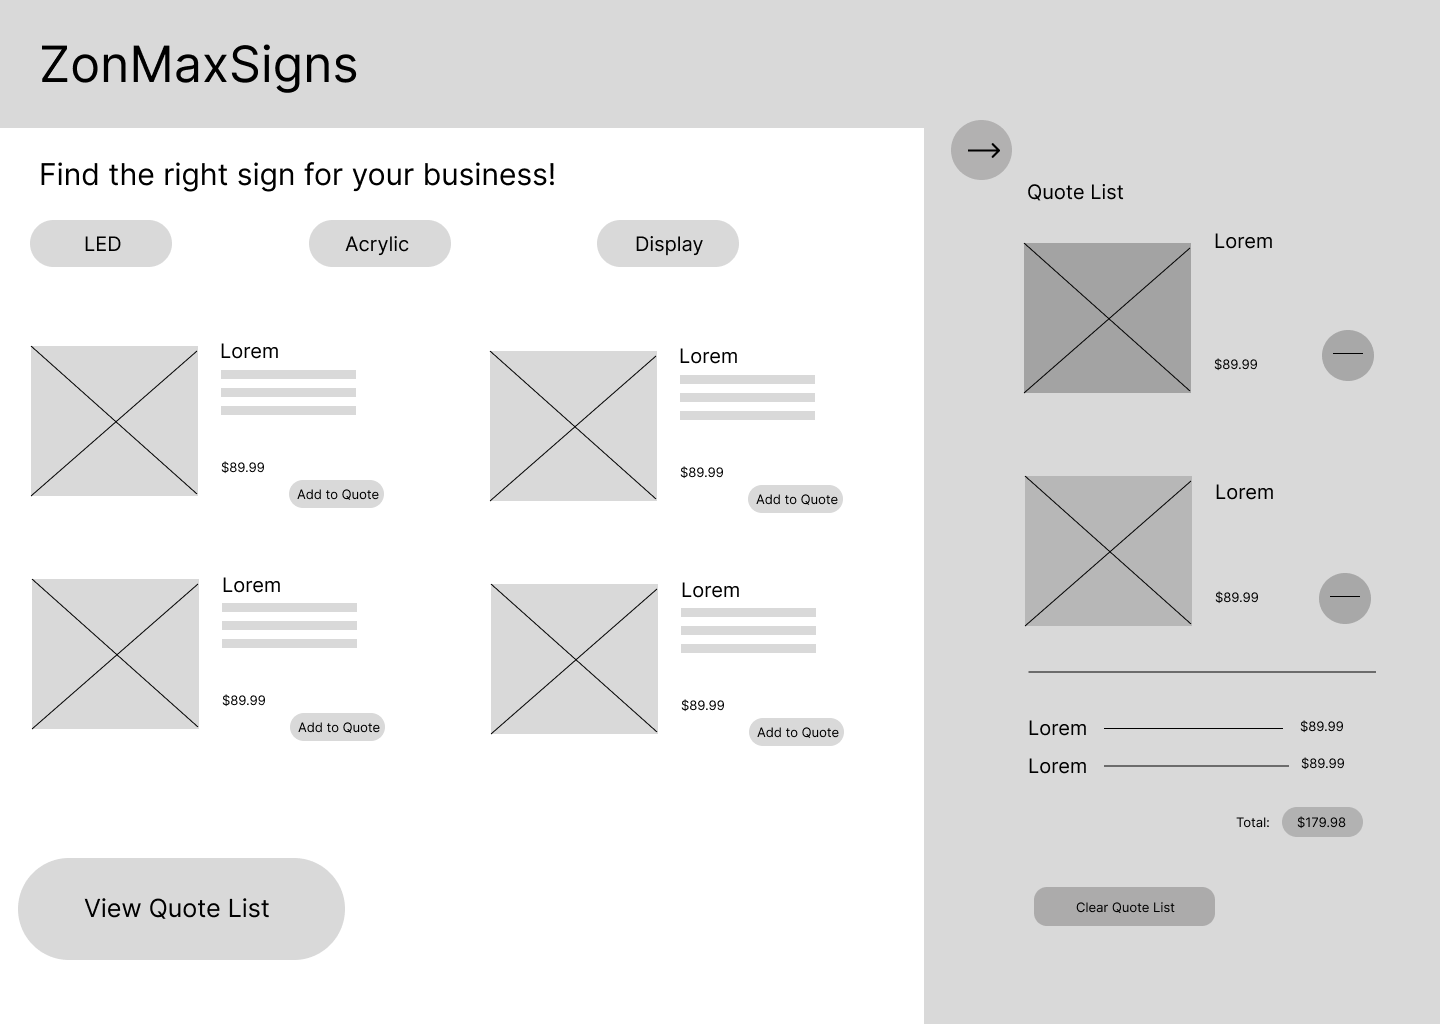 ZonMaxSigns
Find the right sign for your business!
LED
Acrylic
Display
Lorem
$89.99
Add to Quote
Lorem
$89.99
Add to Quote
Lorem
$89.99
Add to Quote
Lorem
$89.99
Add to Quote
View Quote List
Quote List
Lorem
$89.99
Lorem
$89.99
Lorem $89.99
Lorem $89.99
Total: $179.98
Clear Quote List